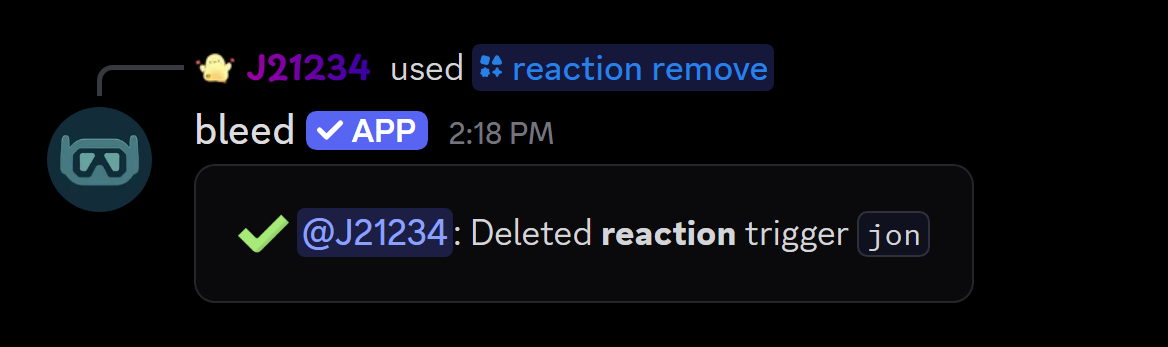 J21234 used reaction remove
bleed APP 2:18 PM
@J21234: Deleted reaction trigger jon